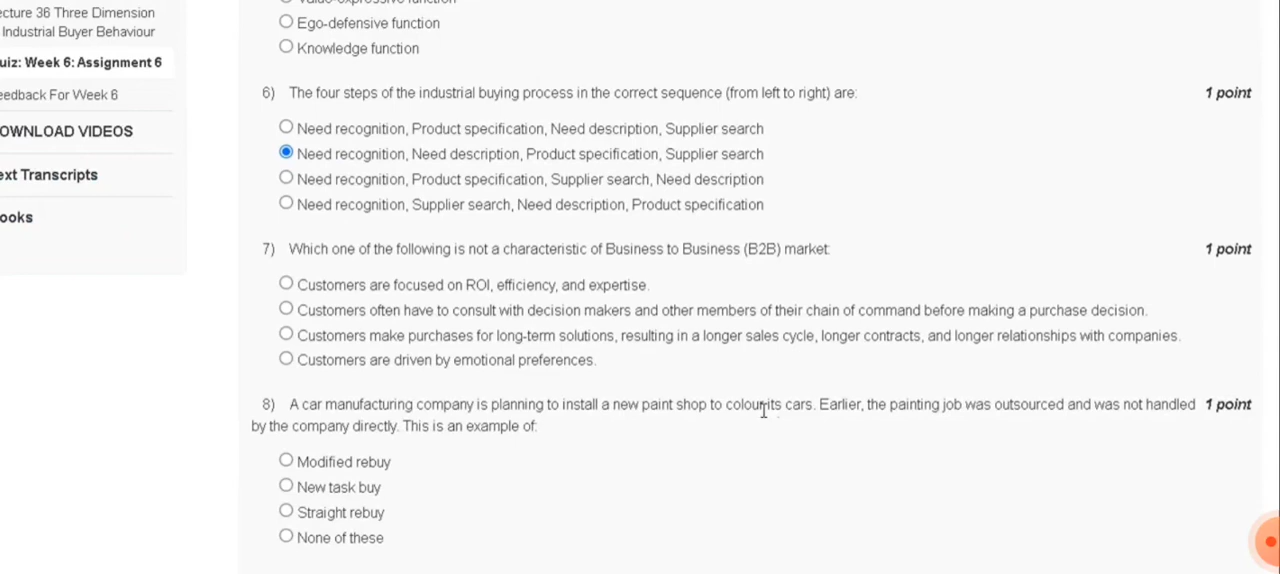 ecture 36 Three Dimension
Industrial Buyer Behaviour
uiz: Week 6: Assignment 6
eedback For Week 6
OWNLOAD VIDEOS
ext Transcripts
ooks
Ego-defensive function
Knowledge function
6) The four steps of the industrial buying process in the correct sequence (from left to right) are: 1 point
Need recognition, Product specification, Need description, Supplier search
Need recognition, Need description, Product specification, Supplier search
Need recognition, Product specification, Supplier search, Need description
Need recognition, Supplier search, Need description, Product specification
7) Which one of the following is not a characteristic of Business to Business (B2B) market: 1 point
Customers are focused on ROI, efficiency, and expertise.
Customers often have to consult with decision makers and other members of their chain of command before making a purchase decision.
Customers make purchases for long-term solutions, resulting in a longer sales cycle, longer contracts, and longer relationships with companies.
Customers are driven by emotional preferences.
8) A car manufacturing company is planning to install a new paint shop to colour its cars. Earlier, the painting job was outsourced and was not handled 1 point
by the company directly. This is an example of:
Modified rebuy
New task buy
Straight rebuy
None of these